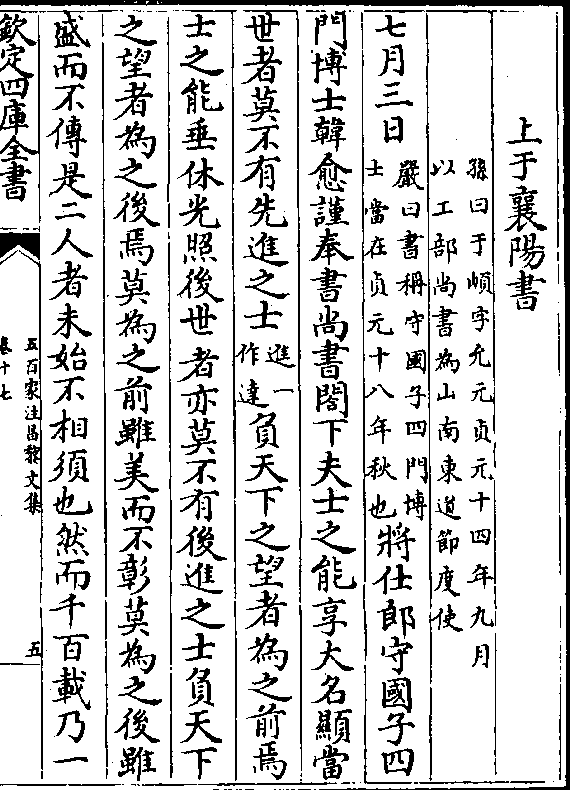 上于襄陽書
孫曰于頔字允元貞元十四年九月
以工部尚書為山南東道節度使
七月三日嚴曰書稱守國子四門博
士當在貞元十八年秋也將仕郎守國子四
門博士韓愈謹奉書尚書閤下夫士之能享大名顯當
世者莫不有先進之士進一作達負天下之望者為之前焉
士之能垂休光照後世者亦莫不有後進之士負天下
之望者為之後焉莫為之前雖美而不彰莫為之後雖
盛而不傳是二人者未始不相須也然而千百載乃一
欽定四庫全書
五百家注昌黎文集
卷十七
五